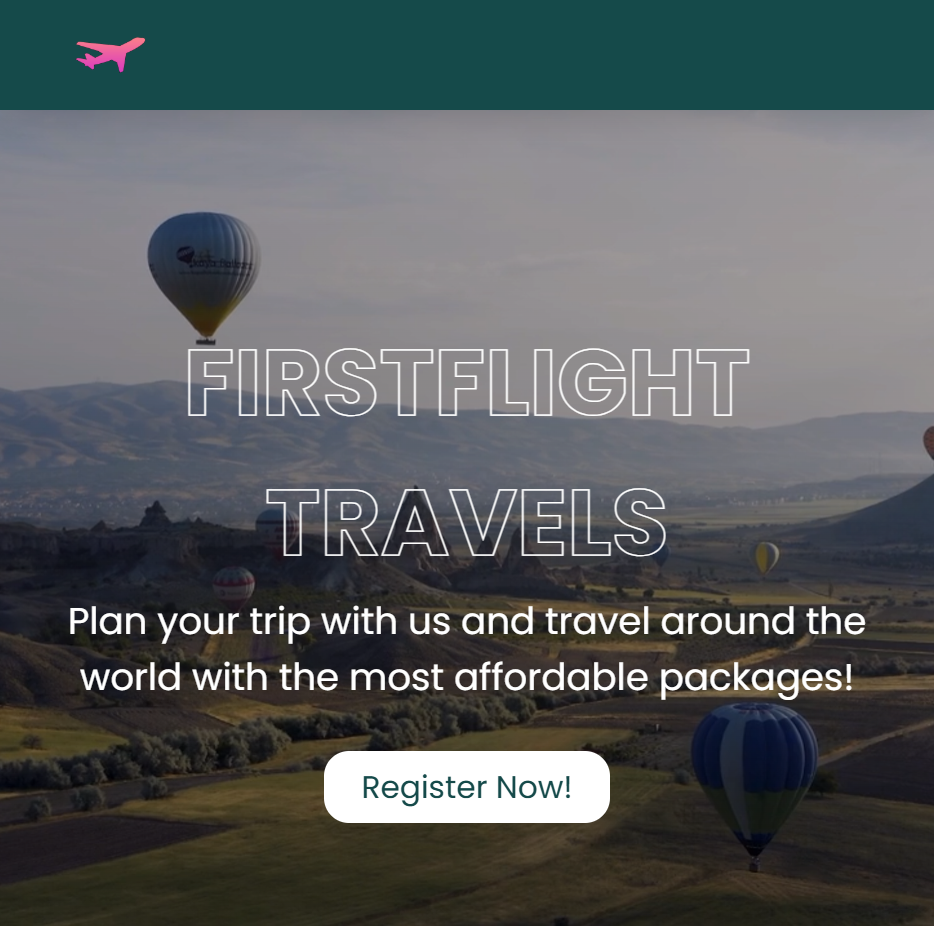 FIRSTFLIGHT
TRAVELS
Plan your trip with us and travel around the
world with the most affordable packages!
Register Now!